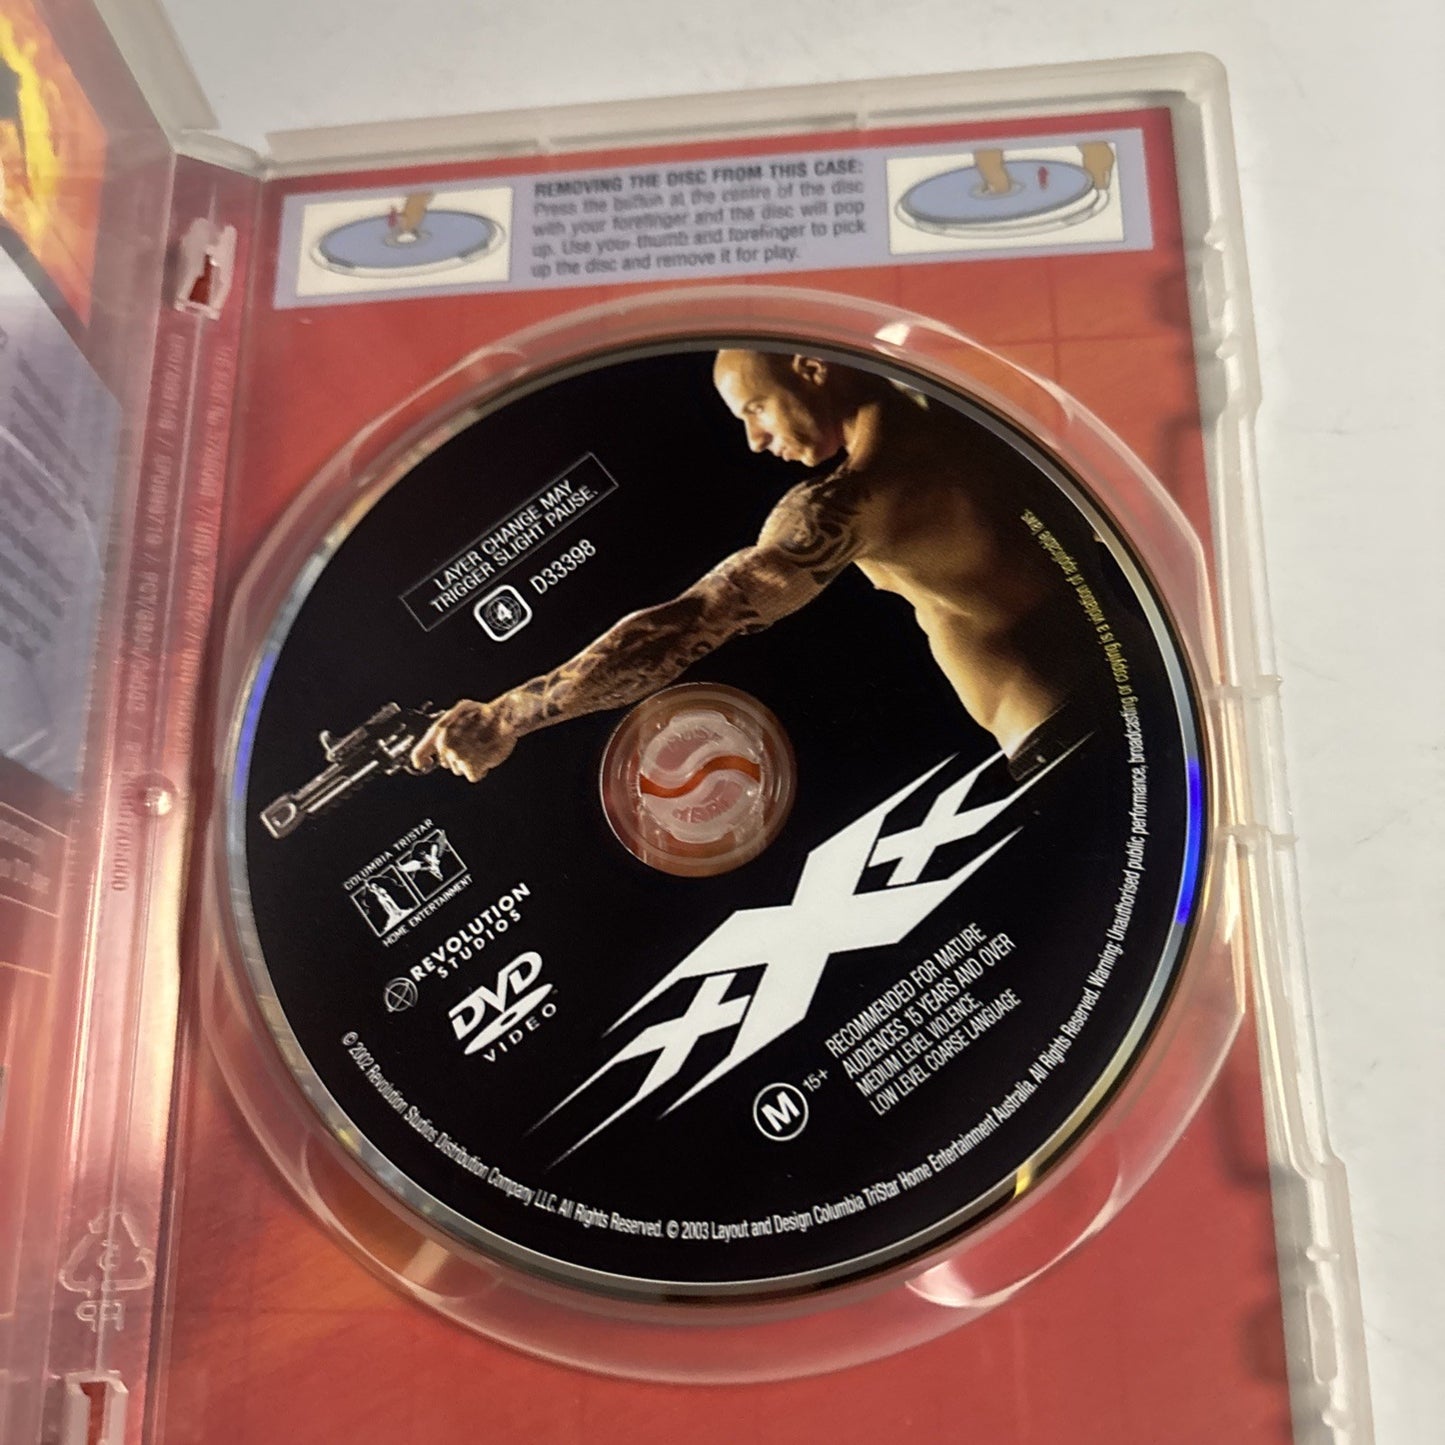 REMOVING THE DISC FROM THIS CASE:
Press the button at the centre of the disc
with your forefinger and the disc will pop
up. Use your thumb and forefinger to pick
up the disc and remove it for play.
LAYER CHANGE MAY
TRIGGER SLIGHT PAUSE.
4
D33398
COLUMBIA TRISTAR
HOME ENTERTAINMENT
REVOLUTION
STUDIOS
DVD
VIDEO
xXx
M 15+
RECOMMENDED FOR MATURE
AUDIENCES 15 YEARS AND OVER
MEDIUM LEVEL VIOLENCE.
LOW LEVEL COARSE LANGUAGE
© 2002 Revolution Studios Distribution Company LLC. All Rights Reserved. © 2003 Layout and Design Columbia TriStar Home Entertainment Australia. All Rights Reserved. Warning: Unauthorised public performance, broadcasting or copying is a violation of applicable laws.
5
PP